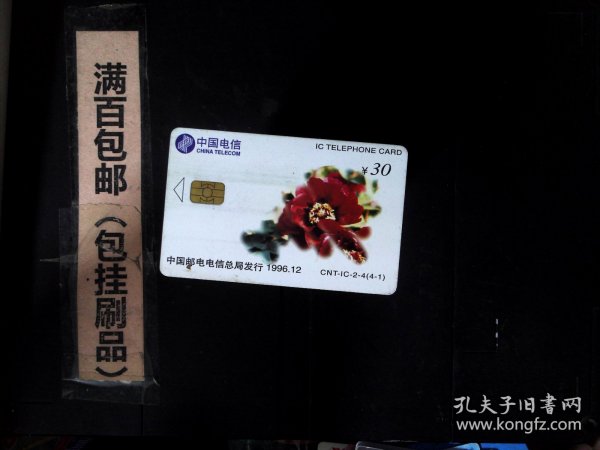 满百包邮（包挂刷品）
中国电信
CHINA TELECOM
IC TELEPHONE CARD
¥30
中国邮电电信总局发行 1996.12
CNT-IC-2-4(4-1)
孔夫子旧书网
www.kongfz.com